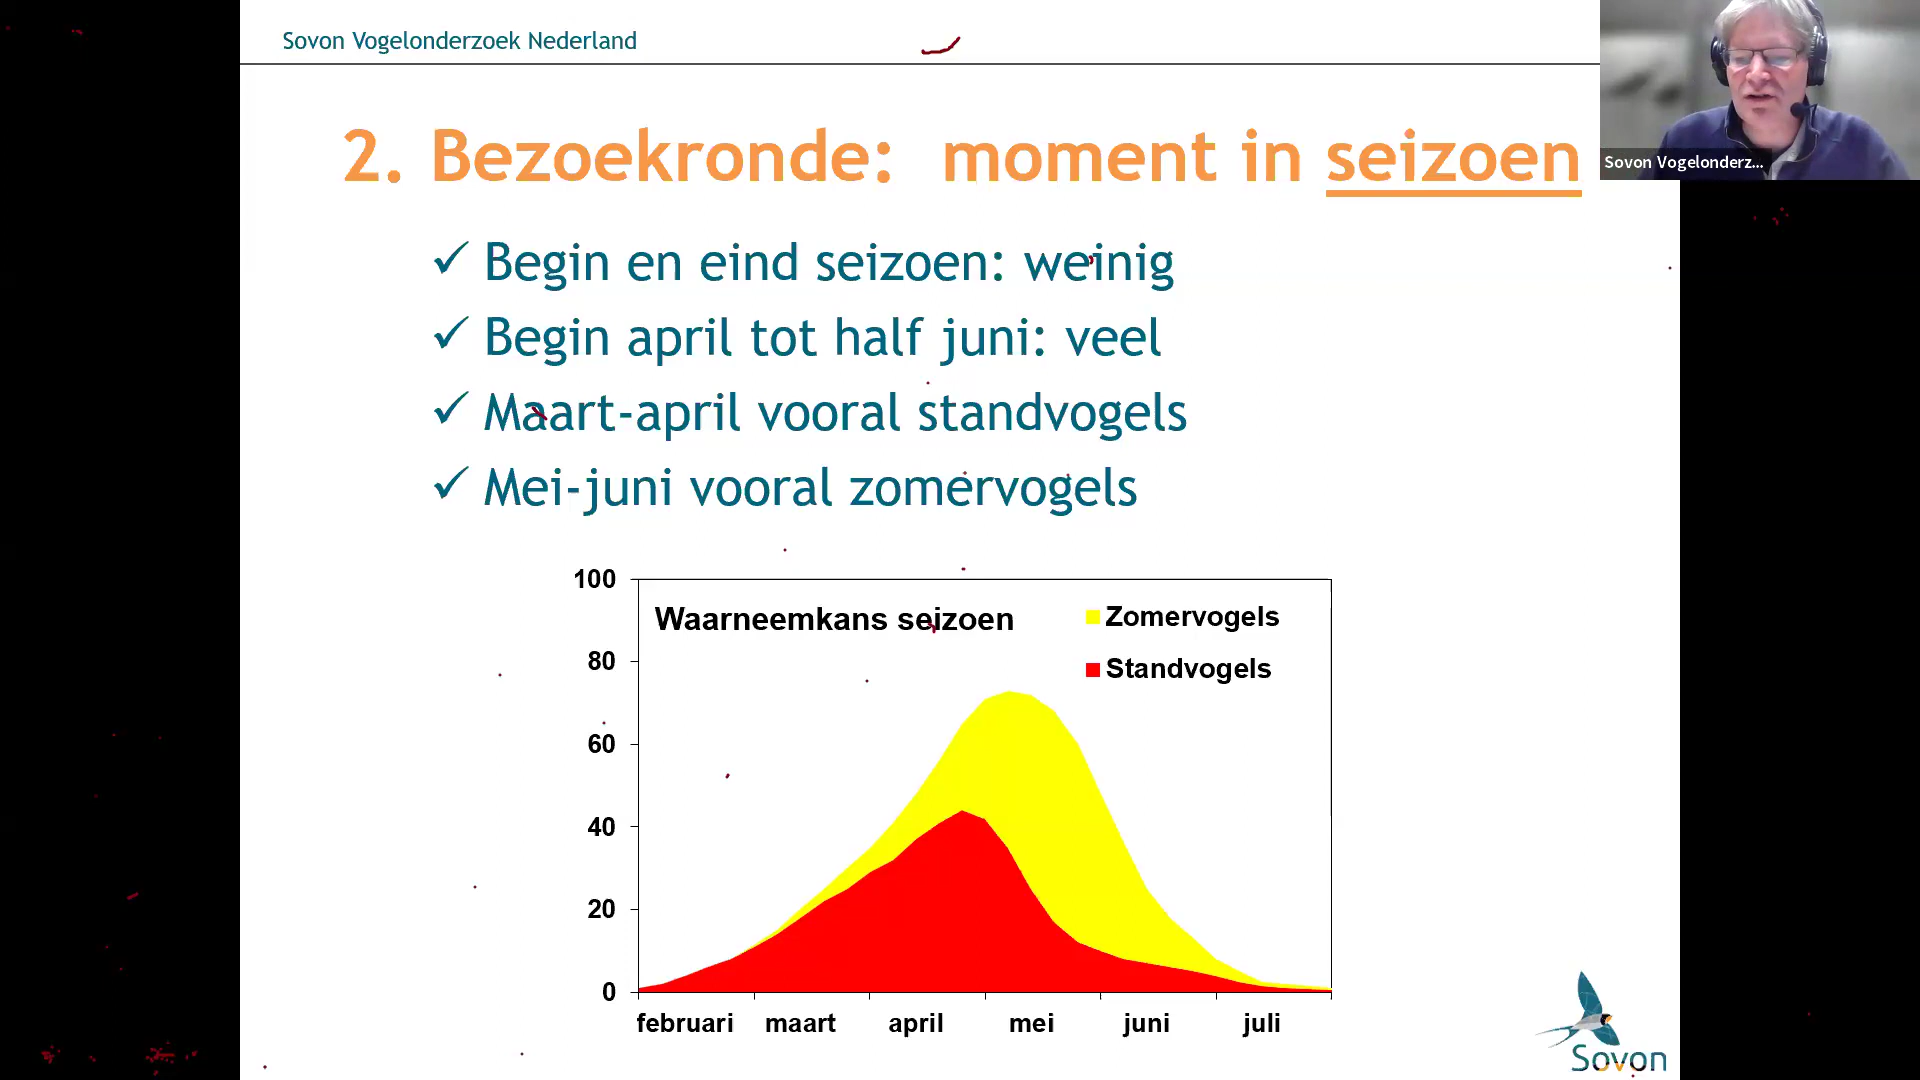 Sovon Vogelonderzoek Nederland
2. Bezoekronde: moment in seizoen
Sovon Vogelonderz...
Begin en eind seizoen: weinig
Begin april tot half juni: veel
Maart-april vooral standvogels
Mei-juni vooral zomervogels
100
80
60
40
20
0
Waarneemkans seizoen
Zomervogels
Standvogels
februari maart april mei juni juli
Sovon